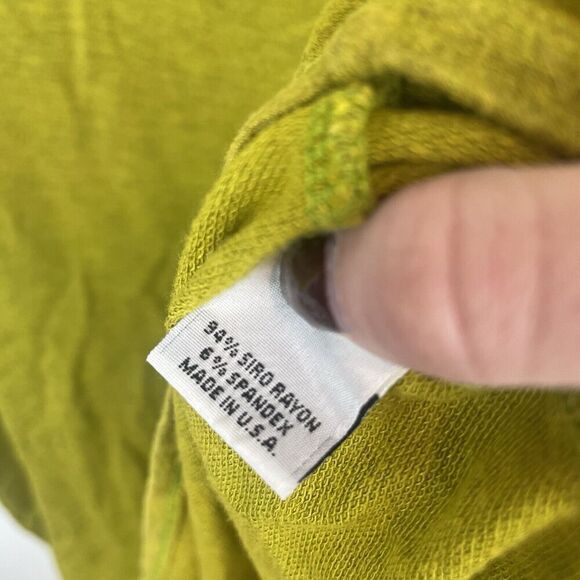 94% SIRO RAYON
6% SPANDEX
MADE IN U.S.A.